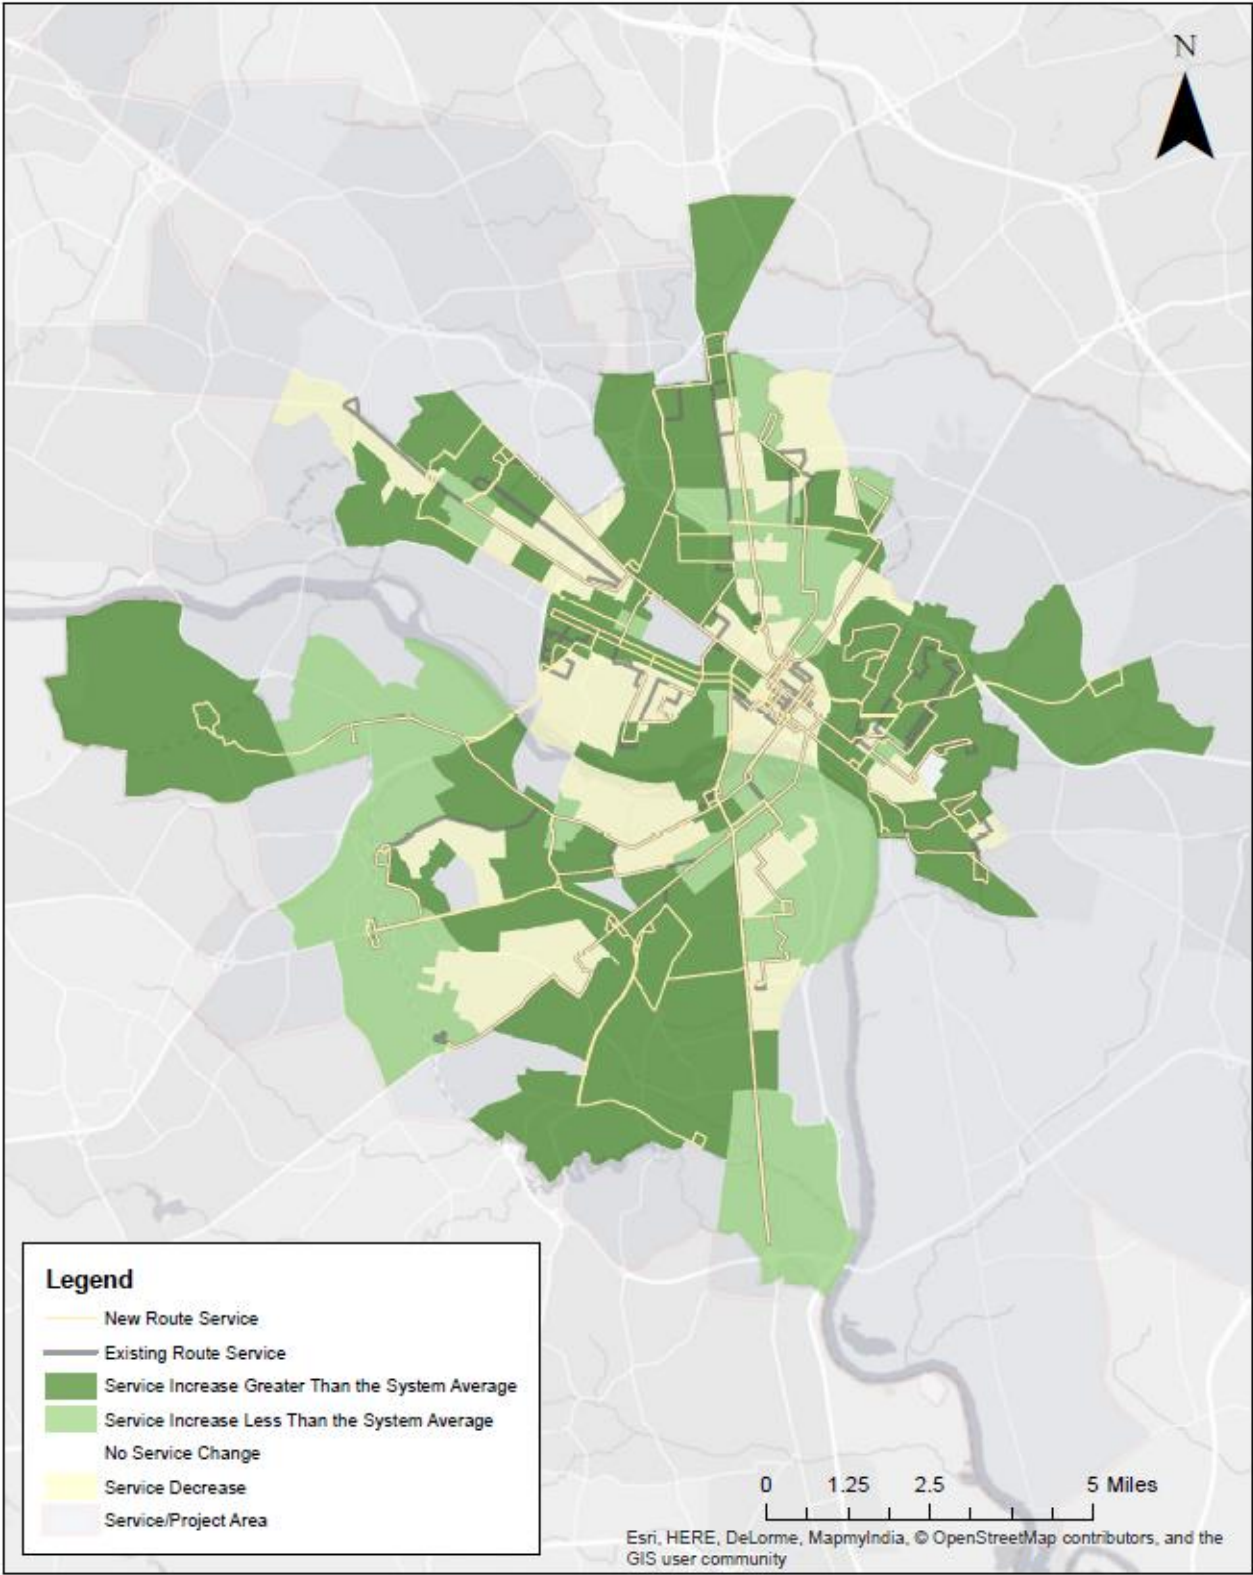 N
Legend
New Route Service
Existing Route Service
Service Increase Greater Than the System Average
Service Increase Less Than the System Average
No Service Change
Service Decrease
Service/Project Area
0 1.25 2.5 5 Miles
Esri, HERE, DeLorme, MapmyIndia, © OpenStreetMap contributors, and the
GIS user community